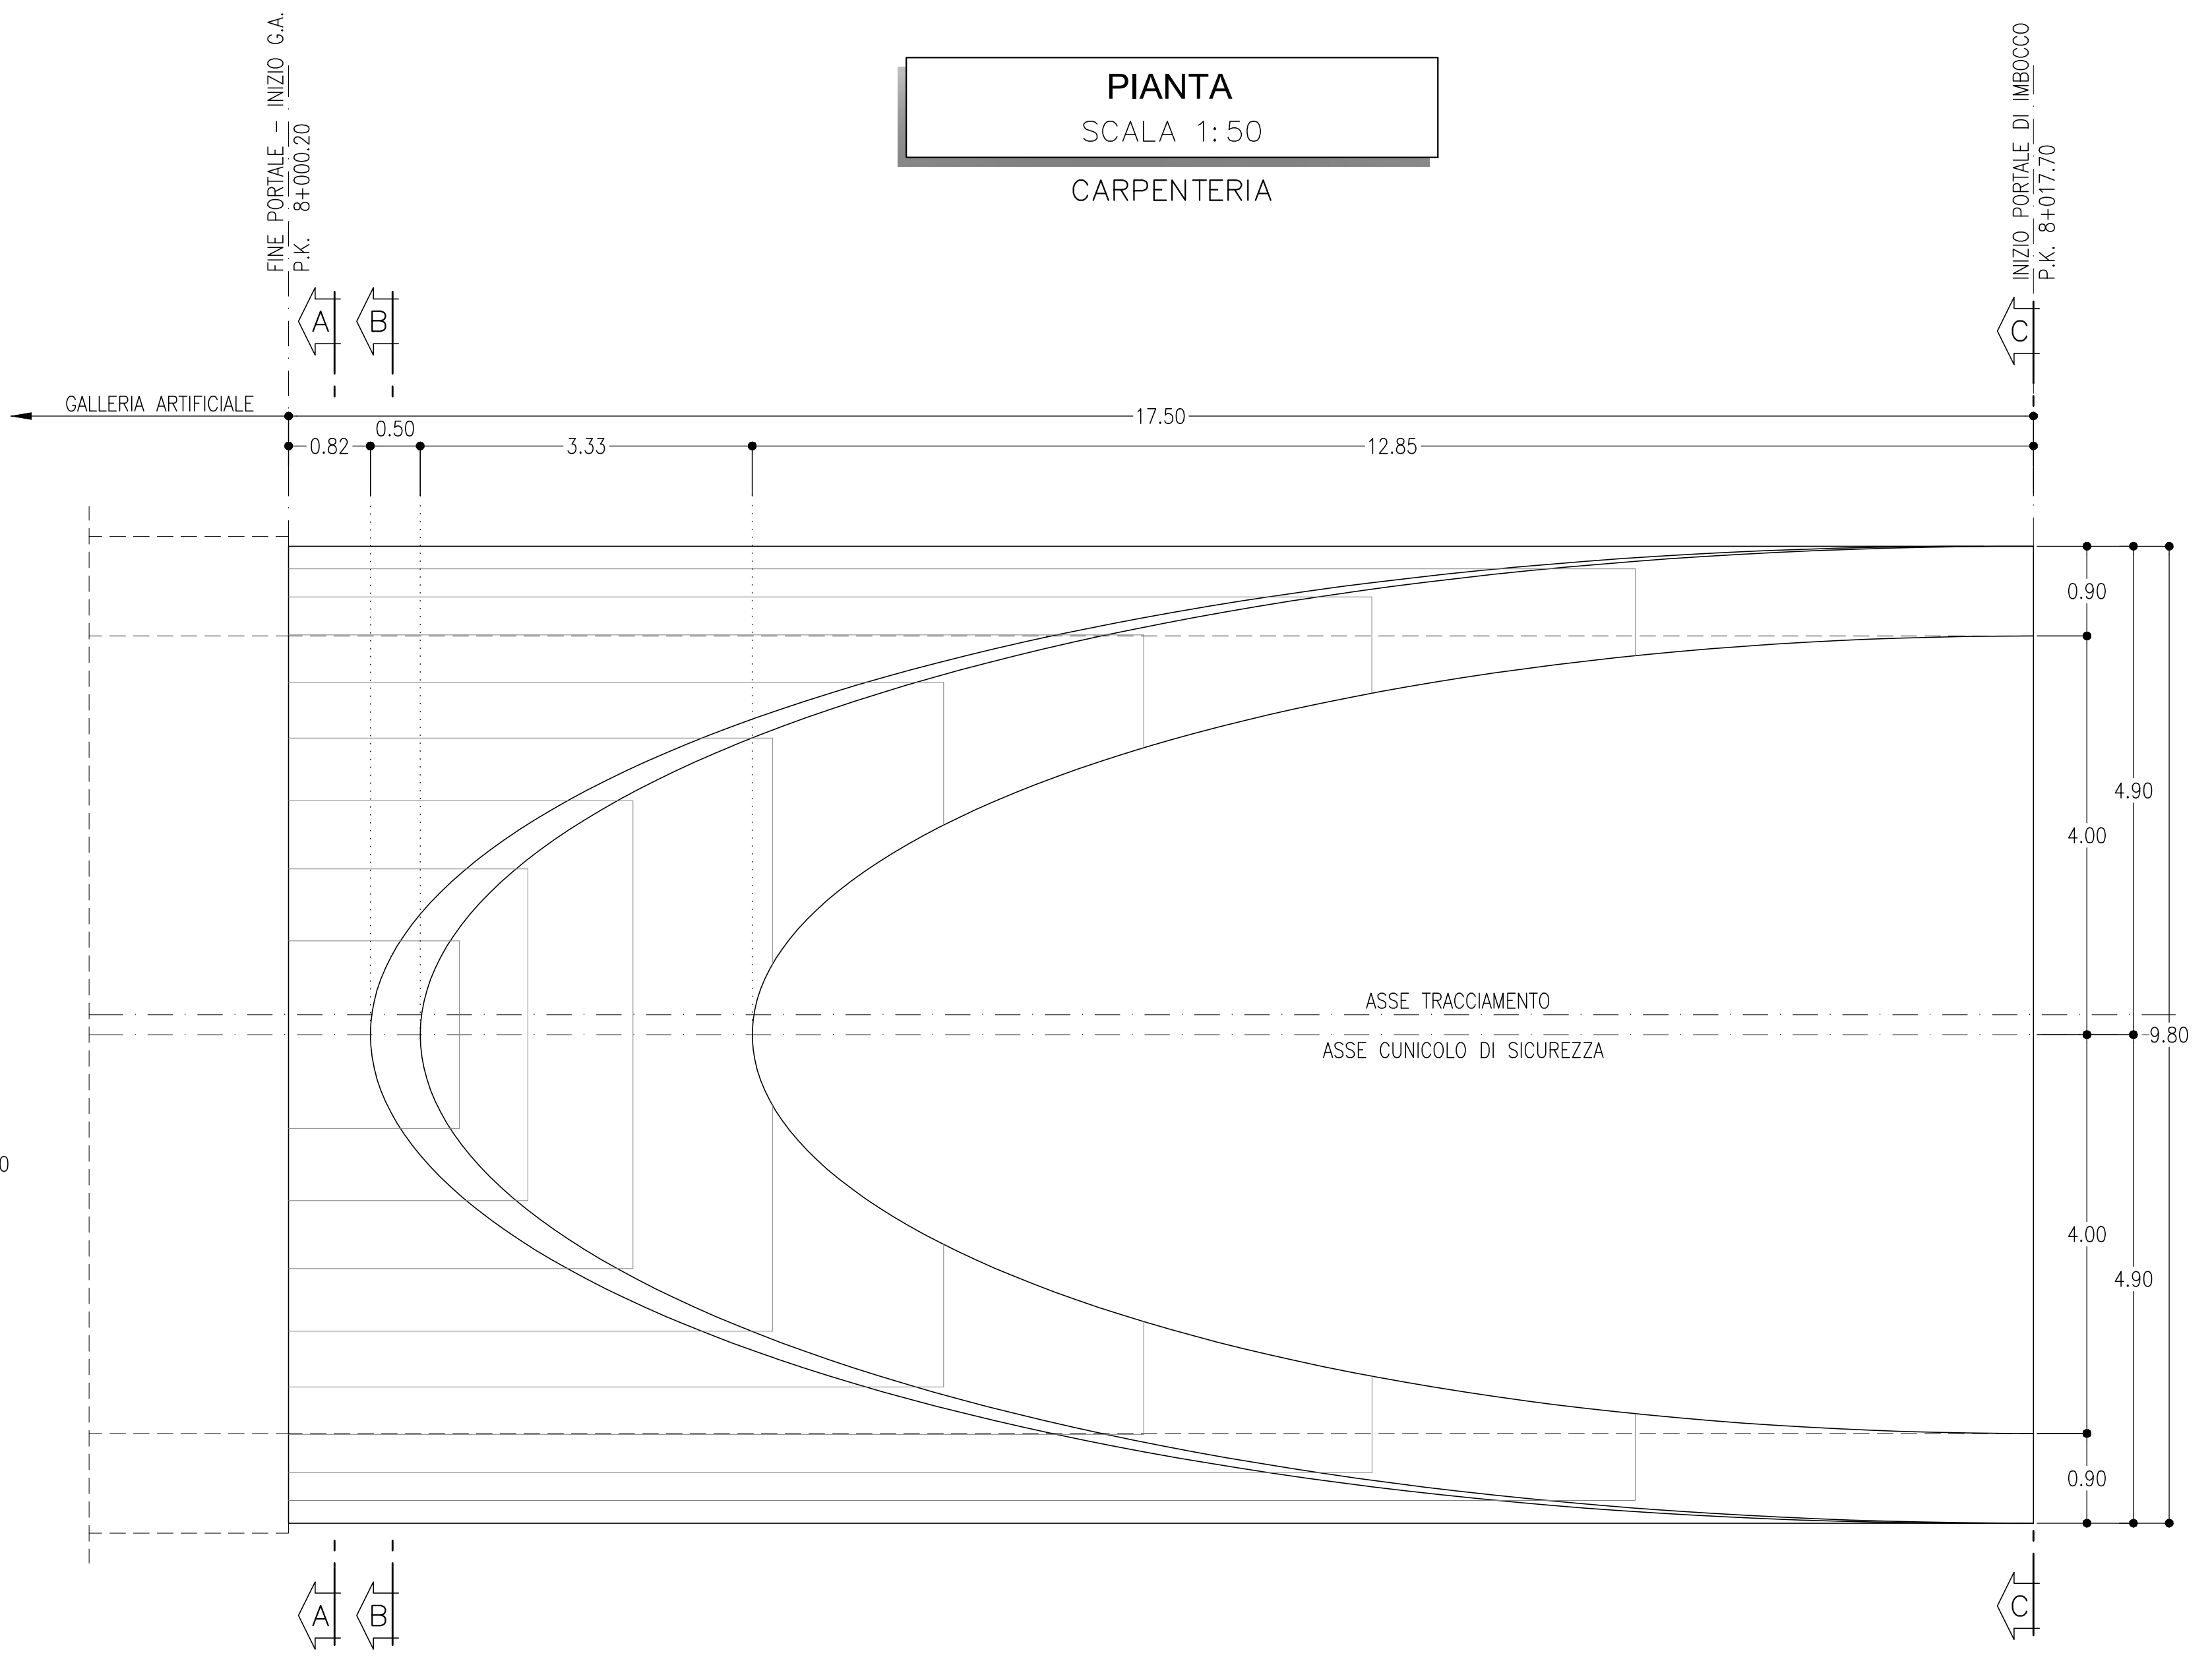 FINE PORTALE - INIZIO G.A.
P.K. 8+000.20
PIANTA
SCALA 1:50
CARPENTERIA
INIZIO PORTALE DI IMBOCCO
P.K. 8+017.70
A
B
C
GALLERIA ARTIFICIALE
17.50
0.50
0.82
3.33
12.85
0.90
4.90
4.00
ASSE TRACCIAMENTO
9.80
ASSE CUNICOLO DI SICUREZZA
0
4.00
4.90
0.90
A
B
C